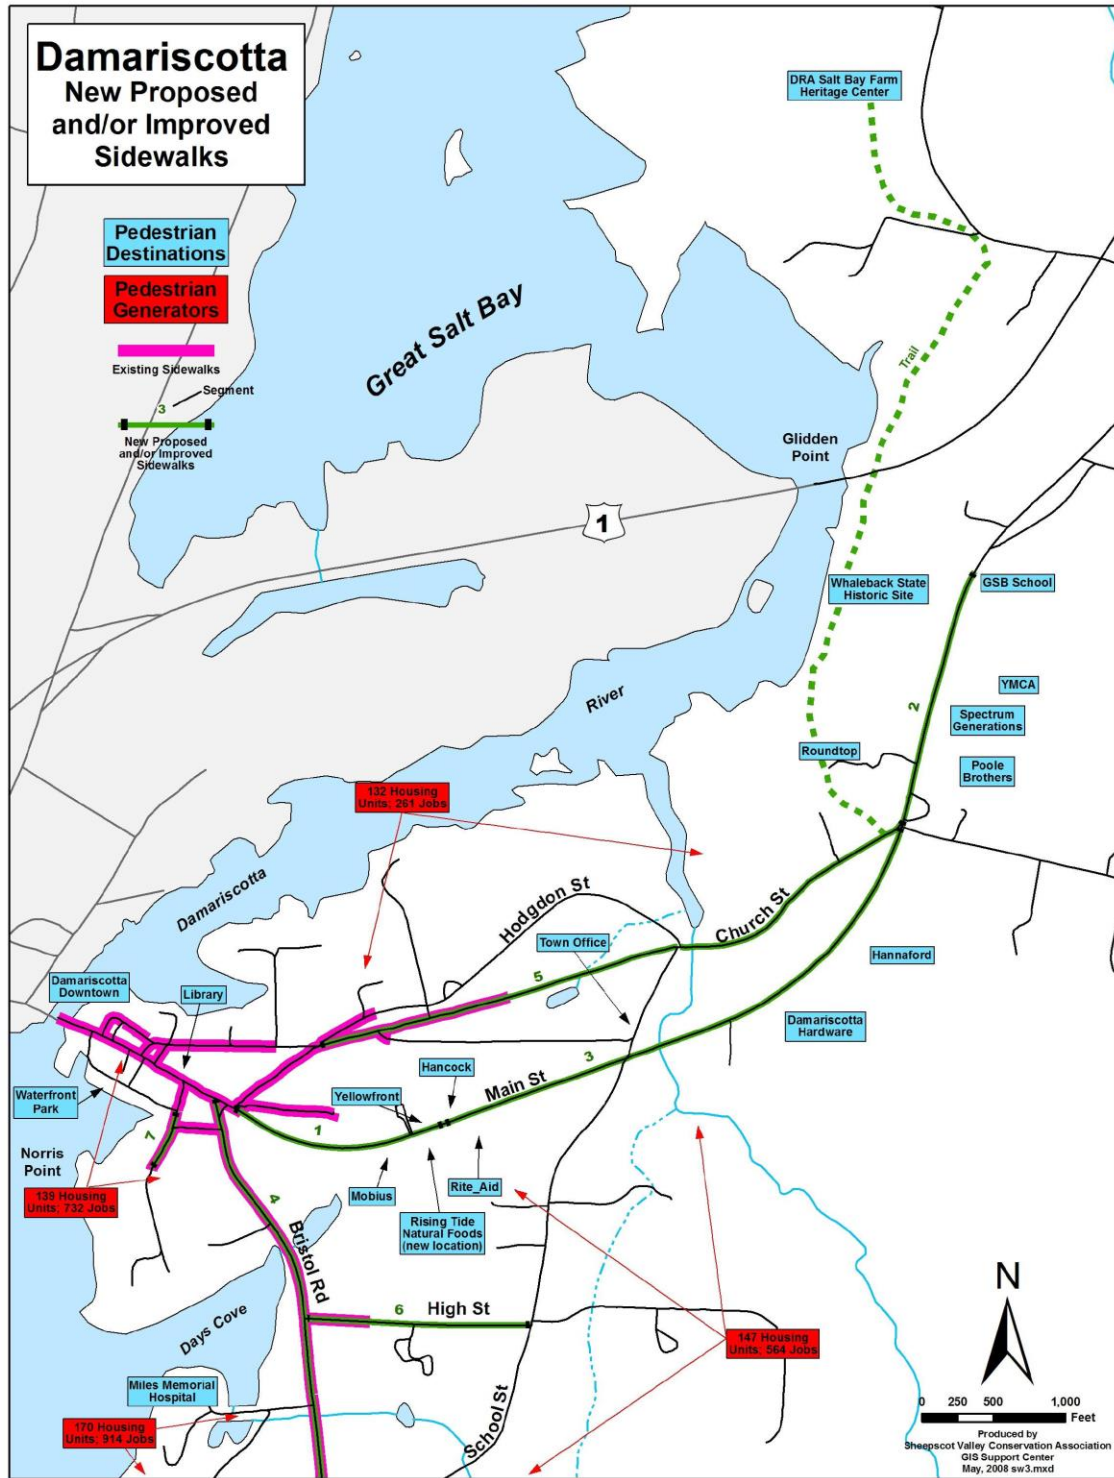 Damariscotta
New Proposed
and/or Improved
Sidewalks
Pedestrian
Destinations
Pedestrian
Generators
Existing Sidewalks
Segment
3
New Proposed
and/or Improved
Sidewalks
DRA Salt Bay Farm
Heritage Center
Great Salt Bay
Trail
Glidden
Point
1
Whaleback State
Historic Site
GSB School
2
YMCA
Spectrum
Generations
River
Roundtop
Poole
Brothers
132 Housing
Units; 261 Jobs
Damariscotta
Hodgdon St
Church St
Town Office
Hannaford
5
Damariscotta
Downtown
Library
Damariscotta
Hardware
3
Hancock
Main St
Yellowfront
Waterfront
Park
1
7
Norris
Point
4
Mobius
Rite_Aid
139 Housing
Units; 732 Jobs
Rising Tide
Natural Foods
(new location)
Bristol Rd
6
High St
Days Cove
147 Housing
Units; 564 Jobs
Miles Memorial
Hospital
170 Housing
Units; 914 Jobs
School St
N
0 250 500 1,000
Feet
Produced by
Sheepscot Valley Conservation Association
GIS Support Center
May, 2008 sw3.mxd